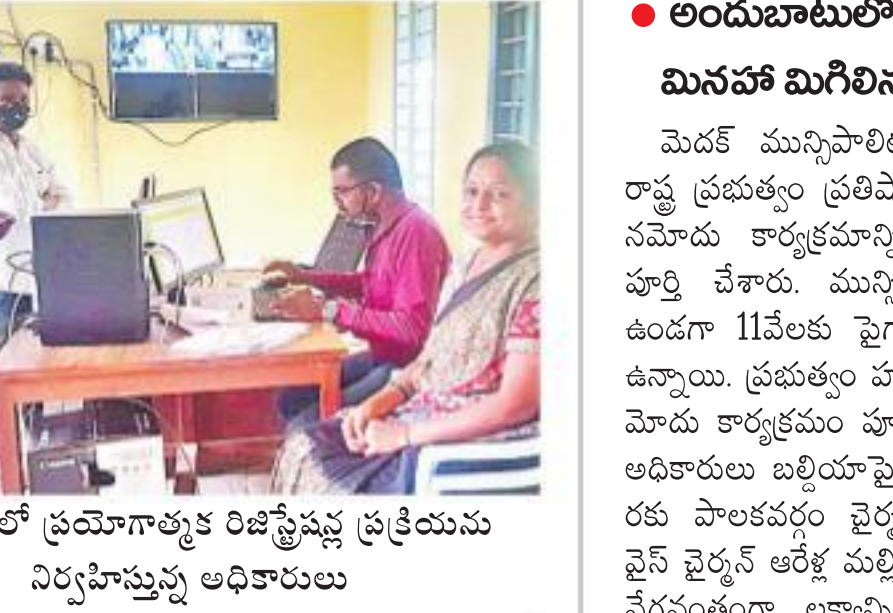 లో ప్రయోగాత్మక రిజిస్ట్రేషన్ల ప్రక్రియను
నిర్వహిస్తున్న అధికారులు
● అందుబాటులో
మినహా మిగిలిన
మెదక్ మున్సిపాలిట
రాష్ట్ర ప్రభుత్వం ప్రతిపా
నమోదు కార్యక్రమాన్ని
పూర్తి చేశారు. మున్సి
ఉండగా 11వేలకు పైగ
ఉన్నాయి. ప్రభుత్వం హ
మోదు కార్యక్రమం పూ
అధికారులు బల్దియాపై
రకు పాలకవర్గం చైర్మ
వైస్ చైర్మన్ ఆరేళ్ల మల్లి